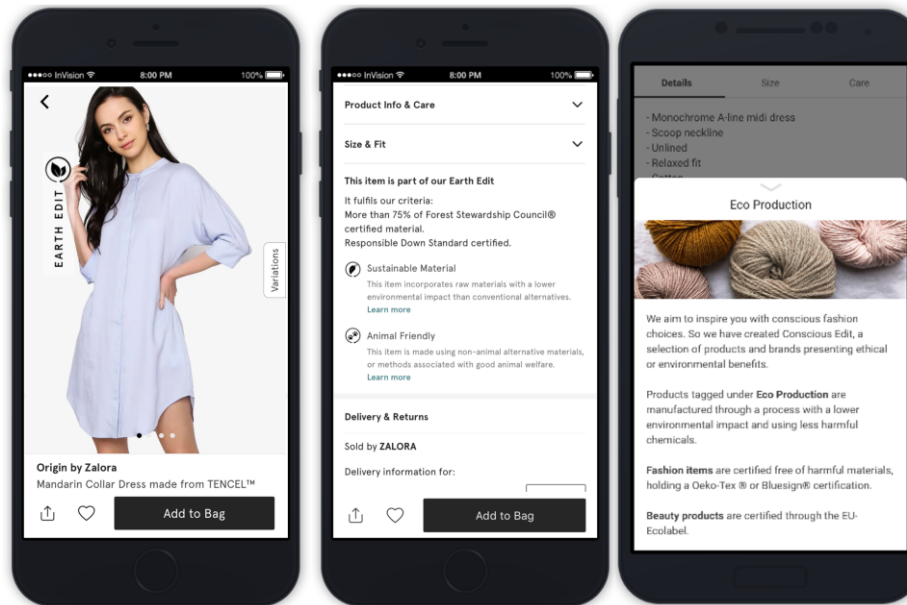 ●●●○○ InVision 8:00 PM 100%
EARTH EDIT
Variations
Origin by Zalora
Mandarin Collar Dress made from TENCEL™
Add to Bag
●●●○○ InVision 8:00 PM 100%
Product Info & Care
Size & Fit
This item is part of our Earth Edit
It fulfils our criteria:
More than 75% of Forest Stewardship Council®
certified material.
Responsible Down Standard certified.
Sustainable Material
This item incorporates raw materials with a lower
environmental impact than conventional alternatives.
Learn more
Animal Friendly
This item is made using non-animal alternative materials,
or methods associated with good animal welfare.
Learn more
Delivery & Returns
Sold by ZALORA
Delivery information for:
Add to Bag
Details Size Care
- Monochrome A-line midi dress
- Scoop neckline
- Unlined
- Relaxed fit
- Cotton
Eco Production
We aim to inspire you with conscious fashion
choices. So we have created Conscious Edit, a
selection of products and brands presenting ethical
or environmental benefits.
Products tagged under Eco Production are
manufactured through a process with a lower
environmental impact and using less harmful
chemicals.
Fashion items are certified free of harmful materials,
holding a Oeko-Tex ® or Bluesign® certification.
Beauty products are certified through the EU-
Ecolabel.